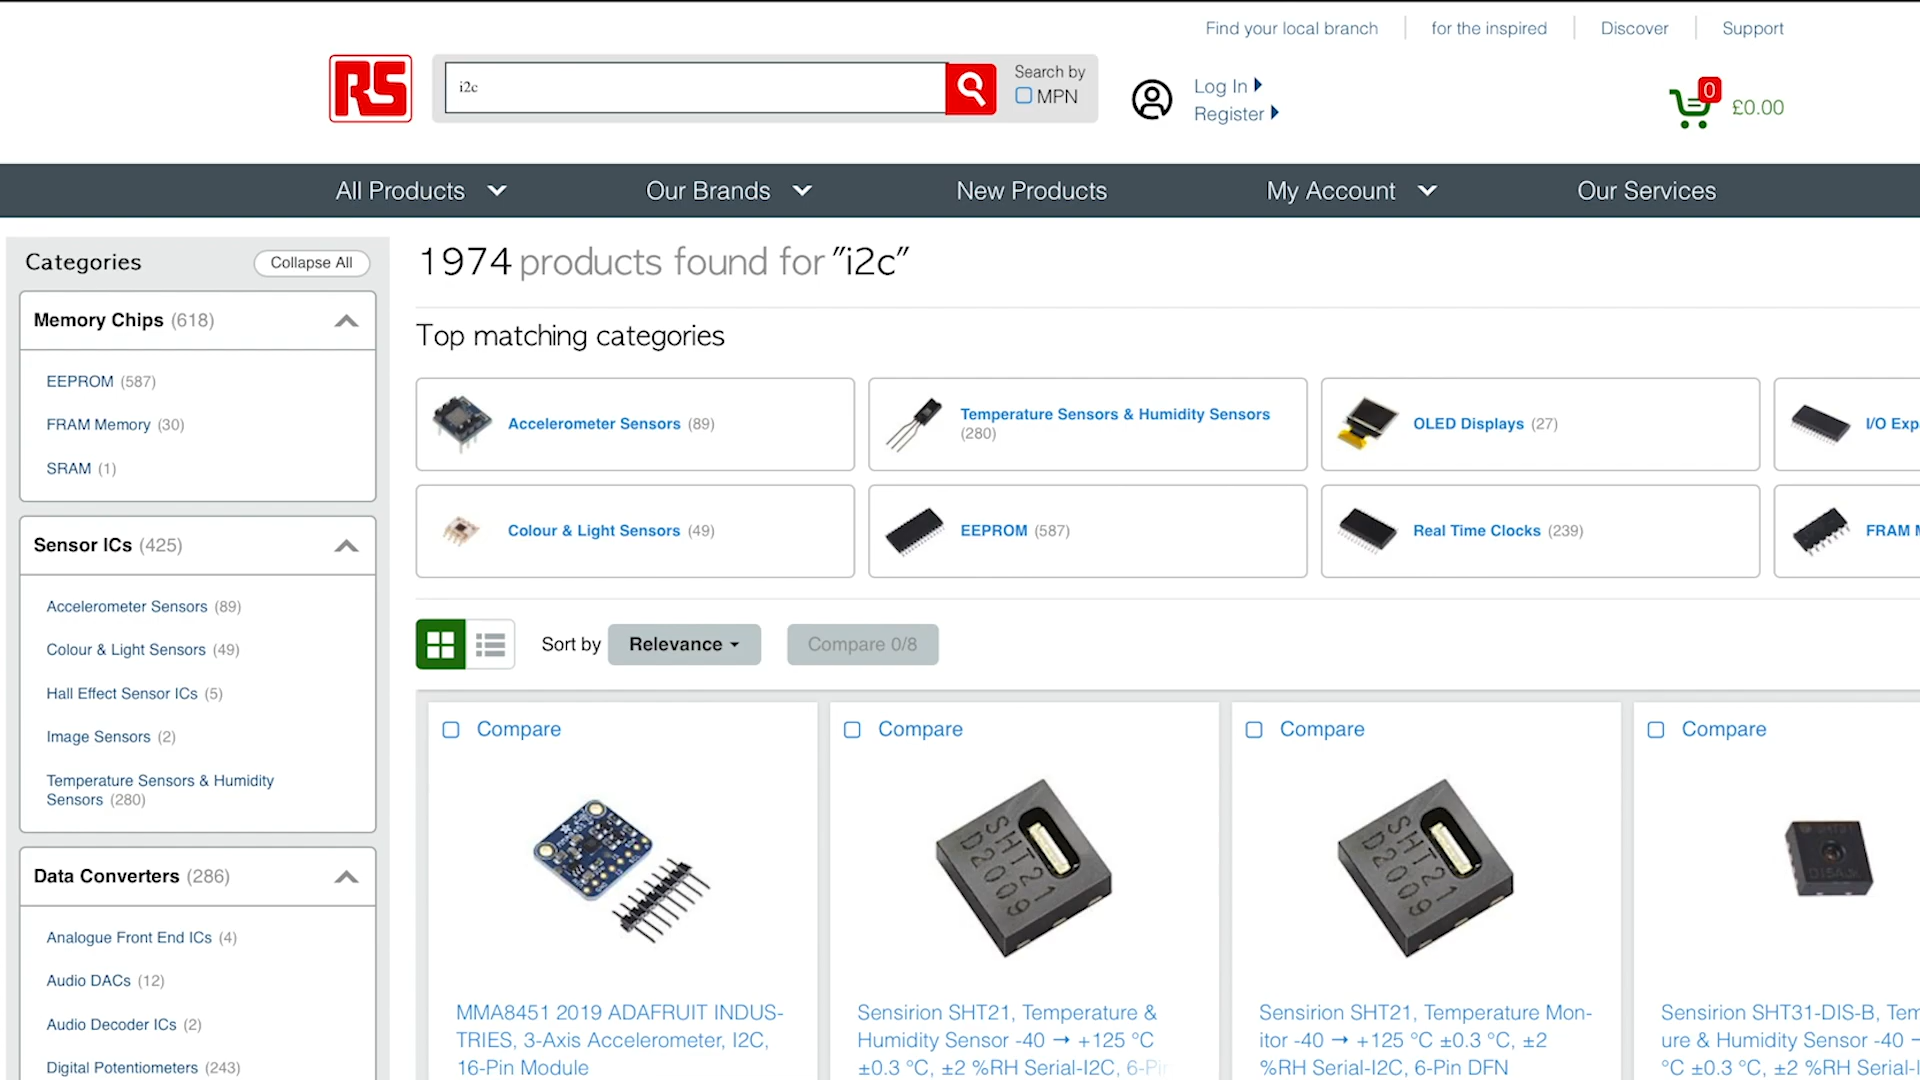 Find your local branch
for the inspired
Discover
Support
RS
i2c
Search by
MPN
Log In
Register
0
£0.00
All Products
Our Brands
New Products
My Account
Our Services
Categories
Collapse All
Memory Chips (618)
EEPROM (587)
FRAM Memory (30)
SRAM (1)
Sensor ICs (425)
Accelerometer Sensors (89)
Colour & Light Sensors (49)
Hall Effect Sensor ICs (5)
Image Sensors (2)
Temperature Sensors & Humidity
Sensors (280)
Data Converters (286)
Analogue Front End ICs (4)
Audio DACs (12)
Audio Decoder ICs (2)
Digital Potentiometers (243)
1974 products found for "i2c"
Top matching categories
Accelerometer Sensors (89)
Temperature Sensors & Humidity Sensors
(280)
OLED Displays (27)
I/O Exp
Colour & Light Sensors (49)
EEPROM (587)
Real Time Clocks (239)
FRAM
Sort by
Relevance
Compare 0/8
Compare
Compare
Compare
Compare
SHT21
D2009
SHT21
D2009
MMA8451 2019 ADAFRUIT INDUS-
TRIES, 3-Axis Accelerometer, I2C,
16-Pin Module
Sensirion SHT21, Temperature &
Humidity Sensor -40 → +125 °C
±0.3 °C, ±2 %RH Serial-I2C, 6-Pi
Sensirion SHT21, Temperature Mon-
itor -40 → +125 °C ±0.3 °C, ±2
%RH Serial-I2C, 6-Pin DFN
Sensirion SHT31-DIS-B, Tem
ure & Humidity Sensor -40
°C ±0.3 °C, ±2 %RH Serial-I